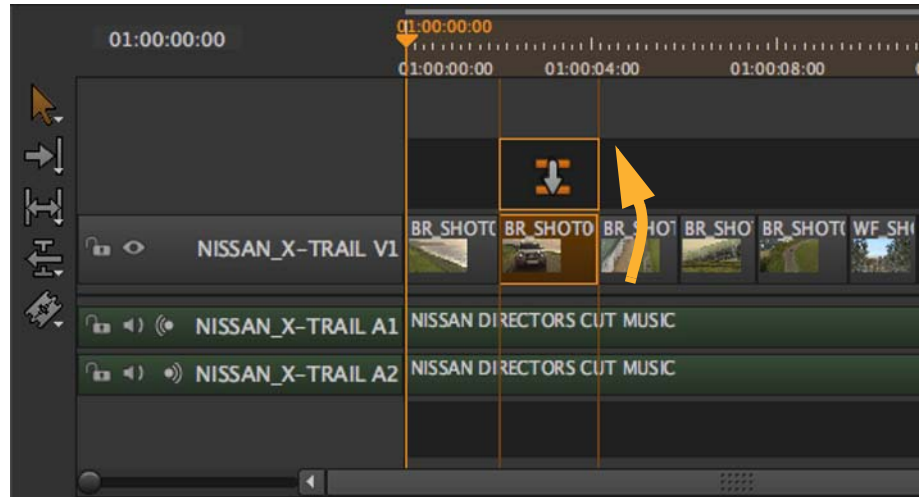 01:00:00:00
01:00:00:00
01:00:00:00 01:00:04:00 01:00:08:00
NISSAN_X-TRAIL V1
BR_SHOT0 BR_SHOT0 BR_SHOT BR_SHO BR_SHOT0 WF_SH
NISSAN_X-TRAIL A1 NISSAN DIRECTORS CUT MUSIC
NISSAN_X-TRAIL A2 NISSAN DIRECTORS CUT MUSIC